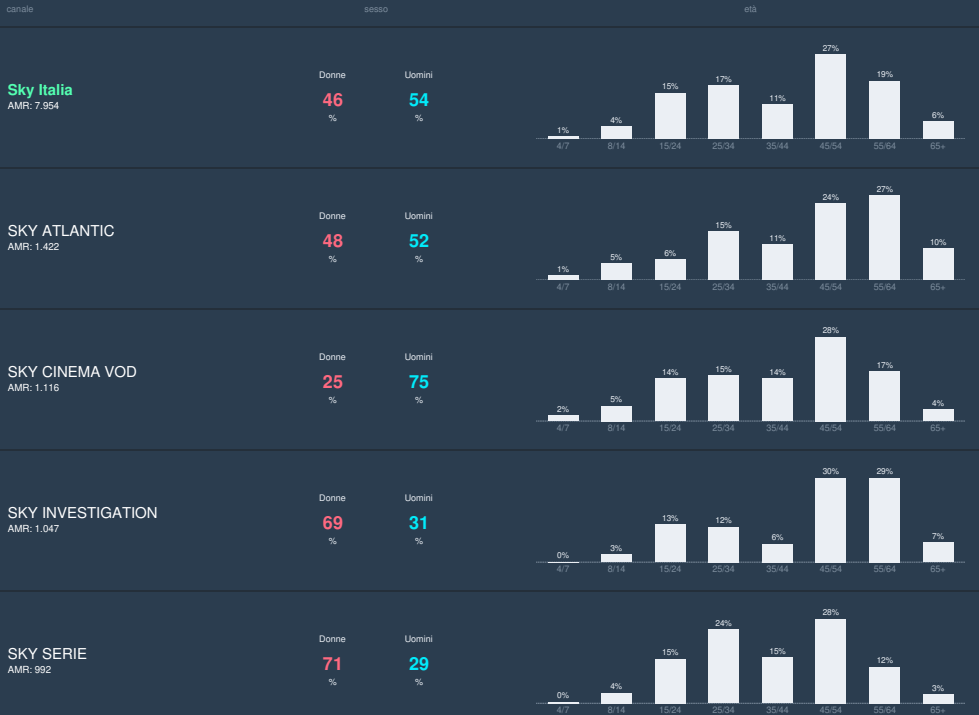 canale sesso età
Sky Italia
AMR: 7.954
Donne Uomini
46 54
% %
1% 4% 15% 17% 11% 27% 19% 6%
4/7 8/14 15/24 25/34 35/44 45/54 55/64 65+
SKY ATLANTIC
AMR: 1.422
Donne Uomini
48 52
% %
1% 5% 6% 15% 11% 24% 27% 10%
4/7 8/14 15/24 25/34 35/44 45/54 55/64 65+
SKY CINEMA VOD
AMR: 1.116
Donne Uomini
25 75
% %
2% 5% 14% 15% 14% 28% 17% 4%
4/7 8/14 15/24 25/34 35/44 45/54 55/64 65+
SKY INVESTIGATION
AMR: 1.047
Donne Uomini
69 31
% %
0% 3% 13% 12% 6% 30% 29% 7%
4/7 8/14 15/24 25/34 35/44 45/54 55/64 65+
SKY SERIE
AMR: 992
Donne Uomini
71 29
% %
0% 4% 15% 24% 15% 28% 12% 3%
4/7 8/14 15/24 25/34 35/44 45/54 55/64 65+